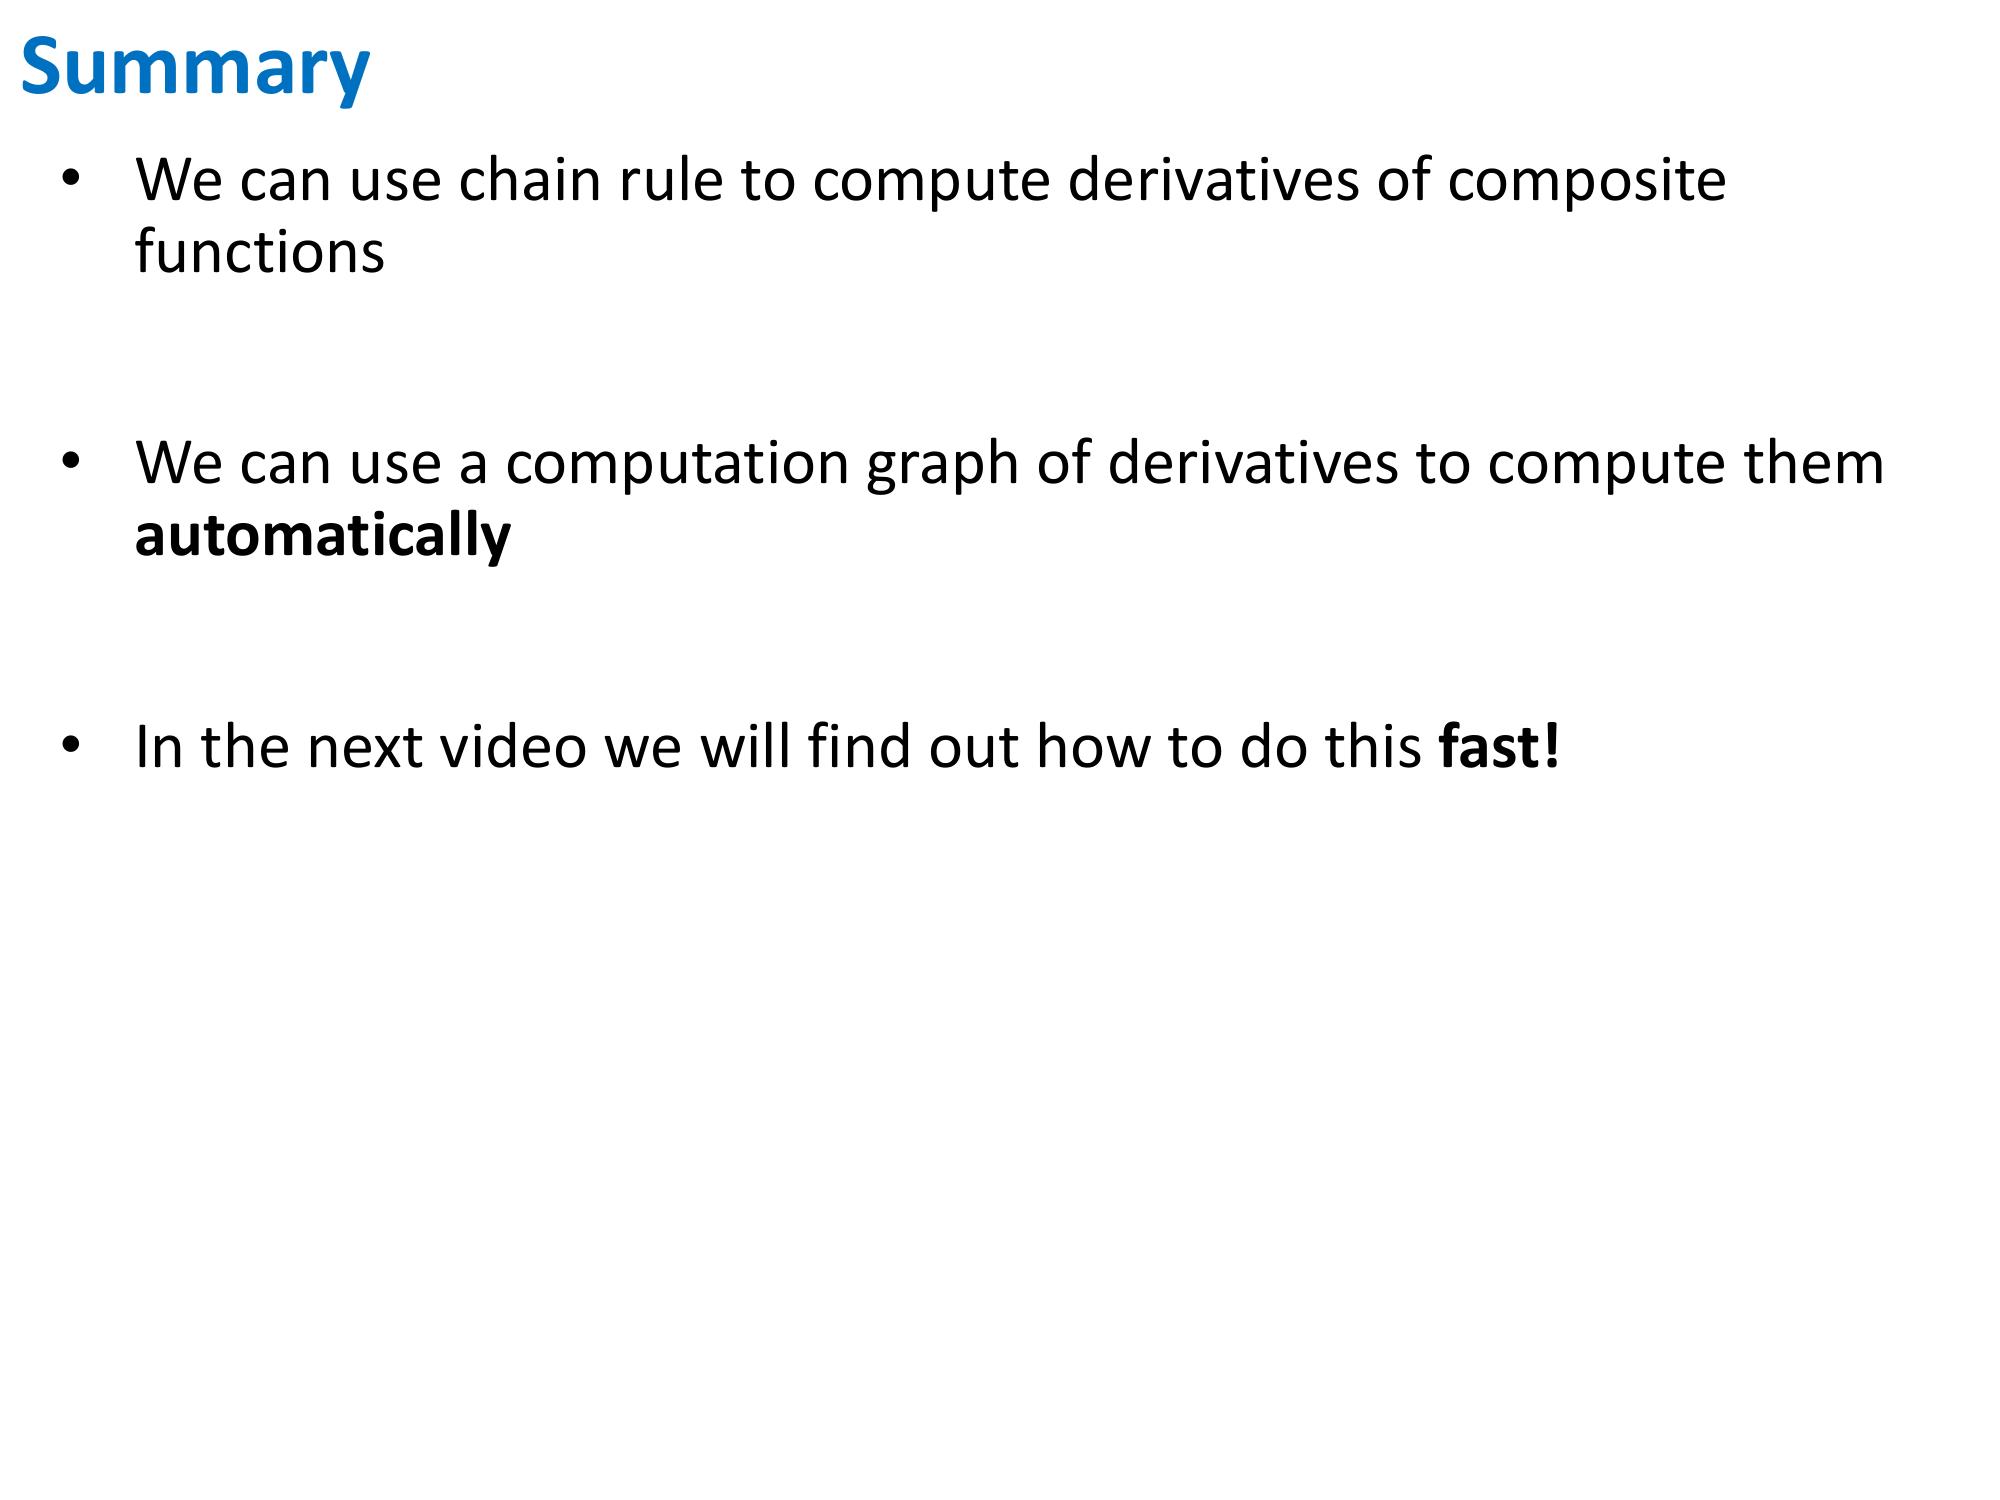 Summary
• We can use chain rule to compute derivatives of composite
functions
• We can use a computation graph of derivatives to compute them
automatically
• In the next video we will find out how to do this fast!